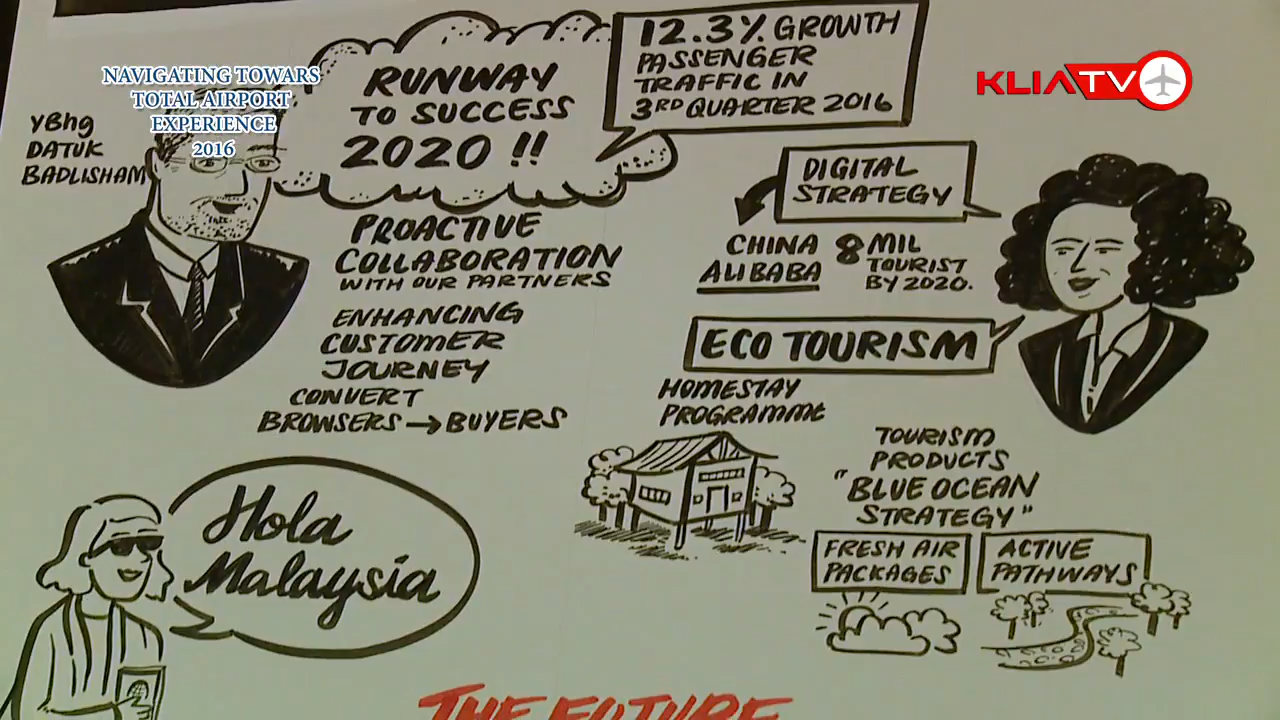 NAVIGATING TOWARS
TOTAL AIRPORT
EXPERIENCE
2016
KLIATV
YBhg
DATUK
BADLISHAM
RUNWAY
TO SUCCESS
2020 !!
12.3% GROWTH
PASSENGER
TRAFFIC IN
3RD QUARTER 2016
PROACTIVE
COLLABORATION
WITH OUR PARTNERS
ENHANCING
CUSTOMER
JOURNEY
CONVERT
BROWSERS → BUYERS
DIGITAL
STRATEGY
CHINA
ALIBABA
8 MIL
TOURIST
BY 2020.
ECO TOURISM
HOMESTAY
PROGRAMME
TOURISM
PRODUCTS
"BLUE OCEAN
STRATEGY"
FRESH AIR
PACKAGES
ACTIVE
PATHWAYS
Hola
Malaysia
THE FUTURE